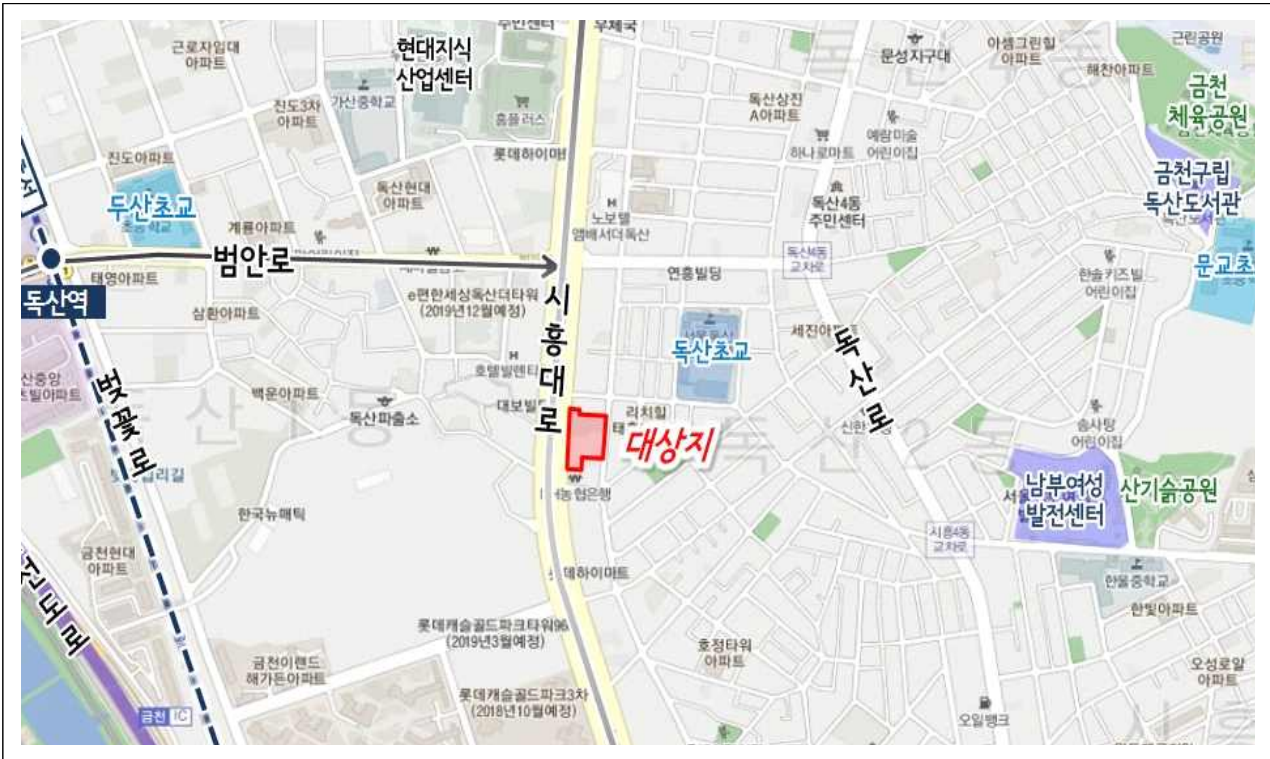 우체국
근로자임대
아파트
현대지식
산업센터
문성지구대
아셈그린힐
아파트
근린공원
해찬아파트
금천
체육공원
진도3차
아파트
가산중학교
홈플러스
독산상진
A아파트
하나로마트
예람미술
어린이집
진도아파트
롯데하이마트
두산초교
독산현대
아파트
노보텔
앰배서더독산
독산4동
주민센터
금천구립
독산도서관
계룡아파트
범안로
독산4동
교차로
연흥빌딩
한솔키즈빌
어린이집
문교초
태영아파트
독산역
삼환아파트
e편한세상독산더타워
(2019년12월예정)
시흥대로
독산초교
세진아파트
독산로
호텔빌렌티
벚꽃로
백운아파트
독산파출소
대보빌딩
리치힐
대상지
송사탕
어린이집
농협은행
남부여성
발전센터
산기슭공원
한국뉴매틱
시흥4동
교차로
금천현대
아파트
하이마트
한울중학교
한빛아파트
롯데캐슬골드파크타워96
(2019년3월예정)
호정타워
아파트
금천이랜드
해가든아파트
오성로얄
아파트
롯데캐슬골드파크3차
(2018년10월예정)
금천 IC
오일뱅크